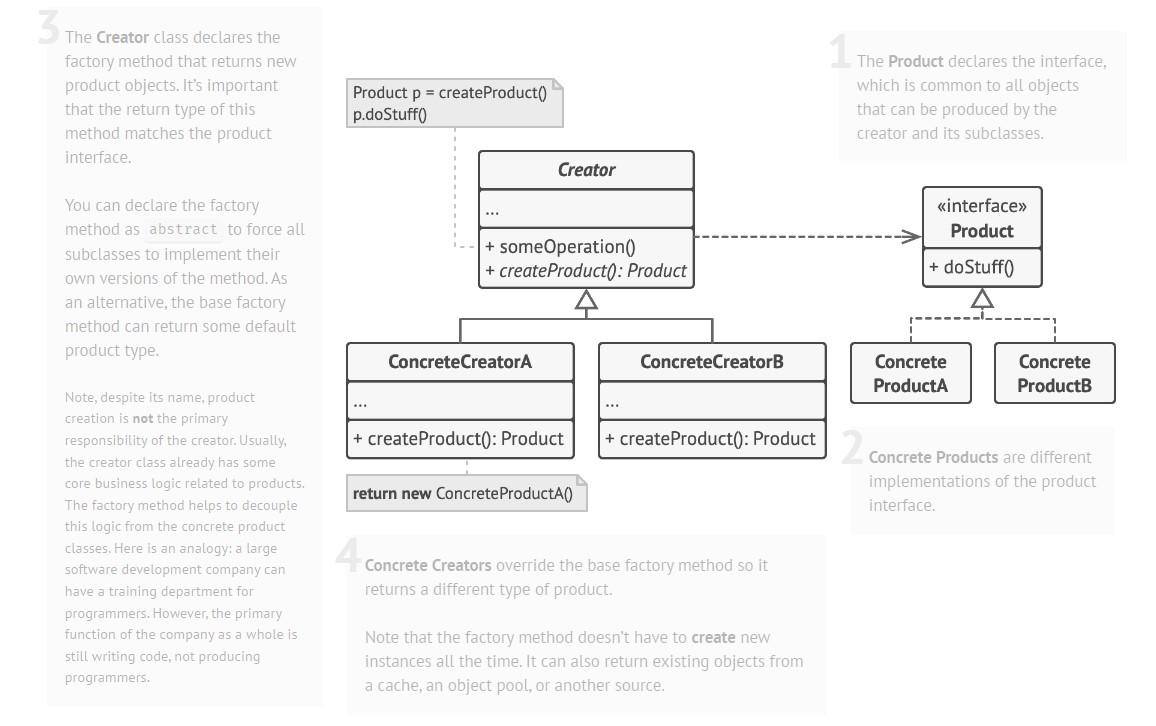 3
The Creator class declares the
factory method that returns new
product objects. It's important
that the return type of this
method matches the product
interface.
You can declare the factory
method as abstract to force all
subclasses to implement their
own versions of the method. As
an alternative, the base factory
method can return some default
product type.
Note, despite its name, product
creation is not the primary
responsibility of the creator. Usually,
the creator class already has some
core business logic related to products.
The factory method helps to decouple
this logic from the concrete product
classes. Here is an analogy: a large
software development company can
have a training department for
programmers. However, the primary
function of the company as a whole is
still writing code, not producing
programmers.
Product p = createProduct()
p.doStuff()
Creator
...
+ someOperation()
+ createProduct(): Product
ConcreteCreatorA
...
+ createProduct(): Product
return new ConcreteProductA()
ConcreteCreatorB
...
+ createProduct(): Product
1
The Product declares the interface,
which is common to all objects
that can be produced by the
creator and its subclasses.
«interface»
Product
+ doStuff()
Concrete
ProductA
Concrete
ProductB
2
Concrete Products are different
implementations of the product
interface.
4
Concrete Creators override the base factory method so it
returns a different type of product.
Note that the factory method doesn't have to create new
instances all the time. It can also return existing objects from
a cache, an object pool, or another source.